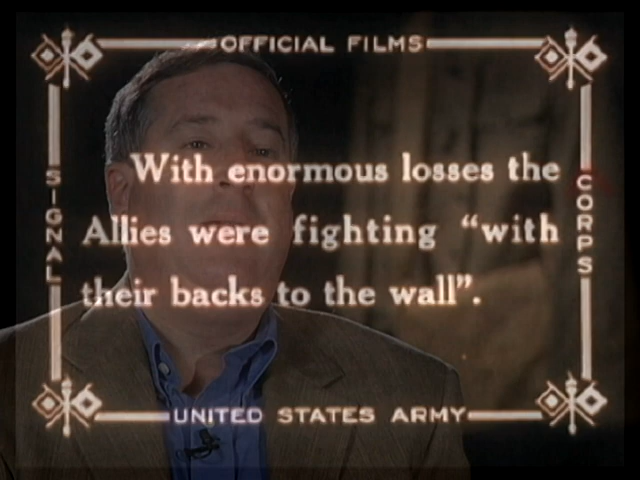 OFFICIAL FILMS
SIGNAL
CORPS
With enormous losses the
Allies were fighting “with
their backs to the wall”.
UNITED STATES ARMY